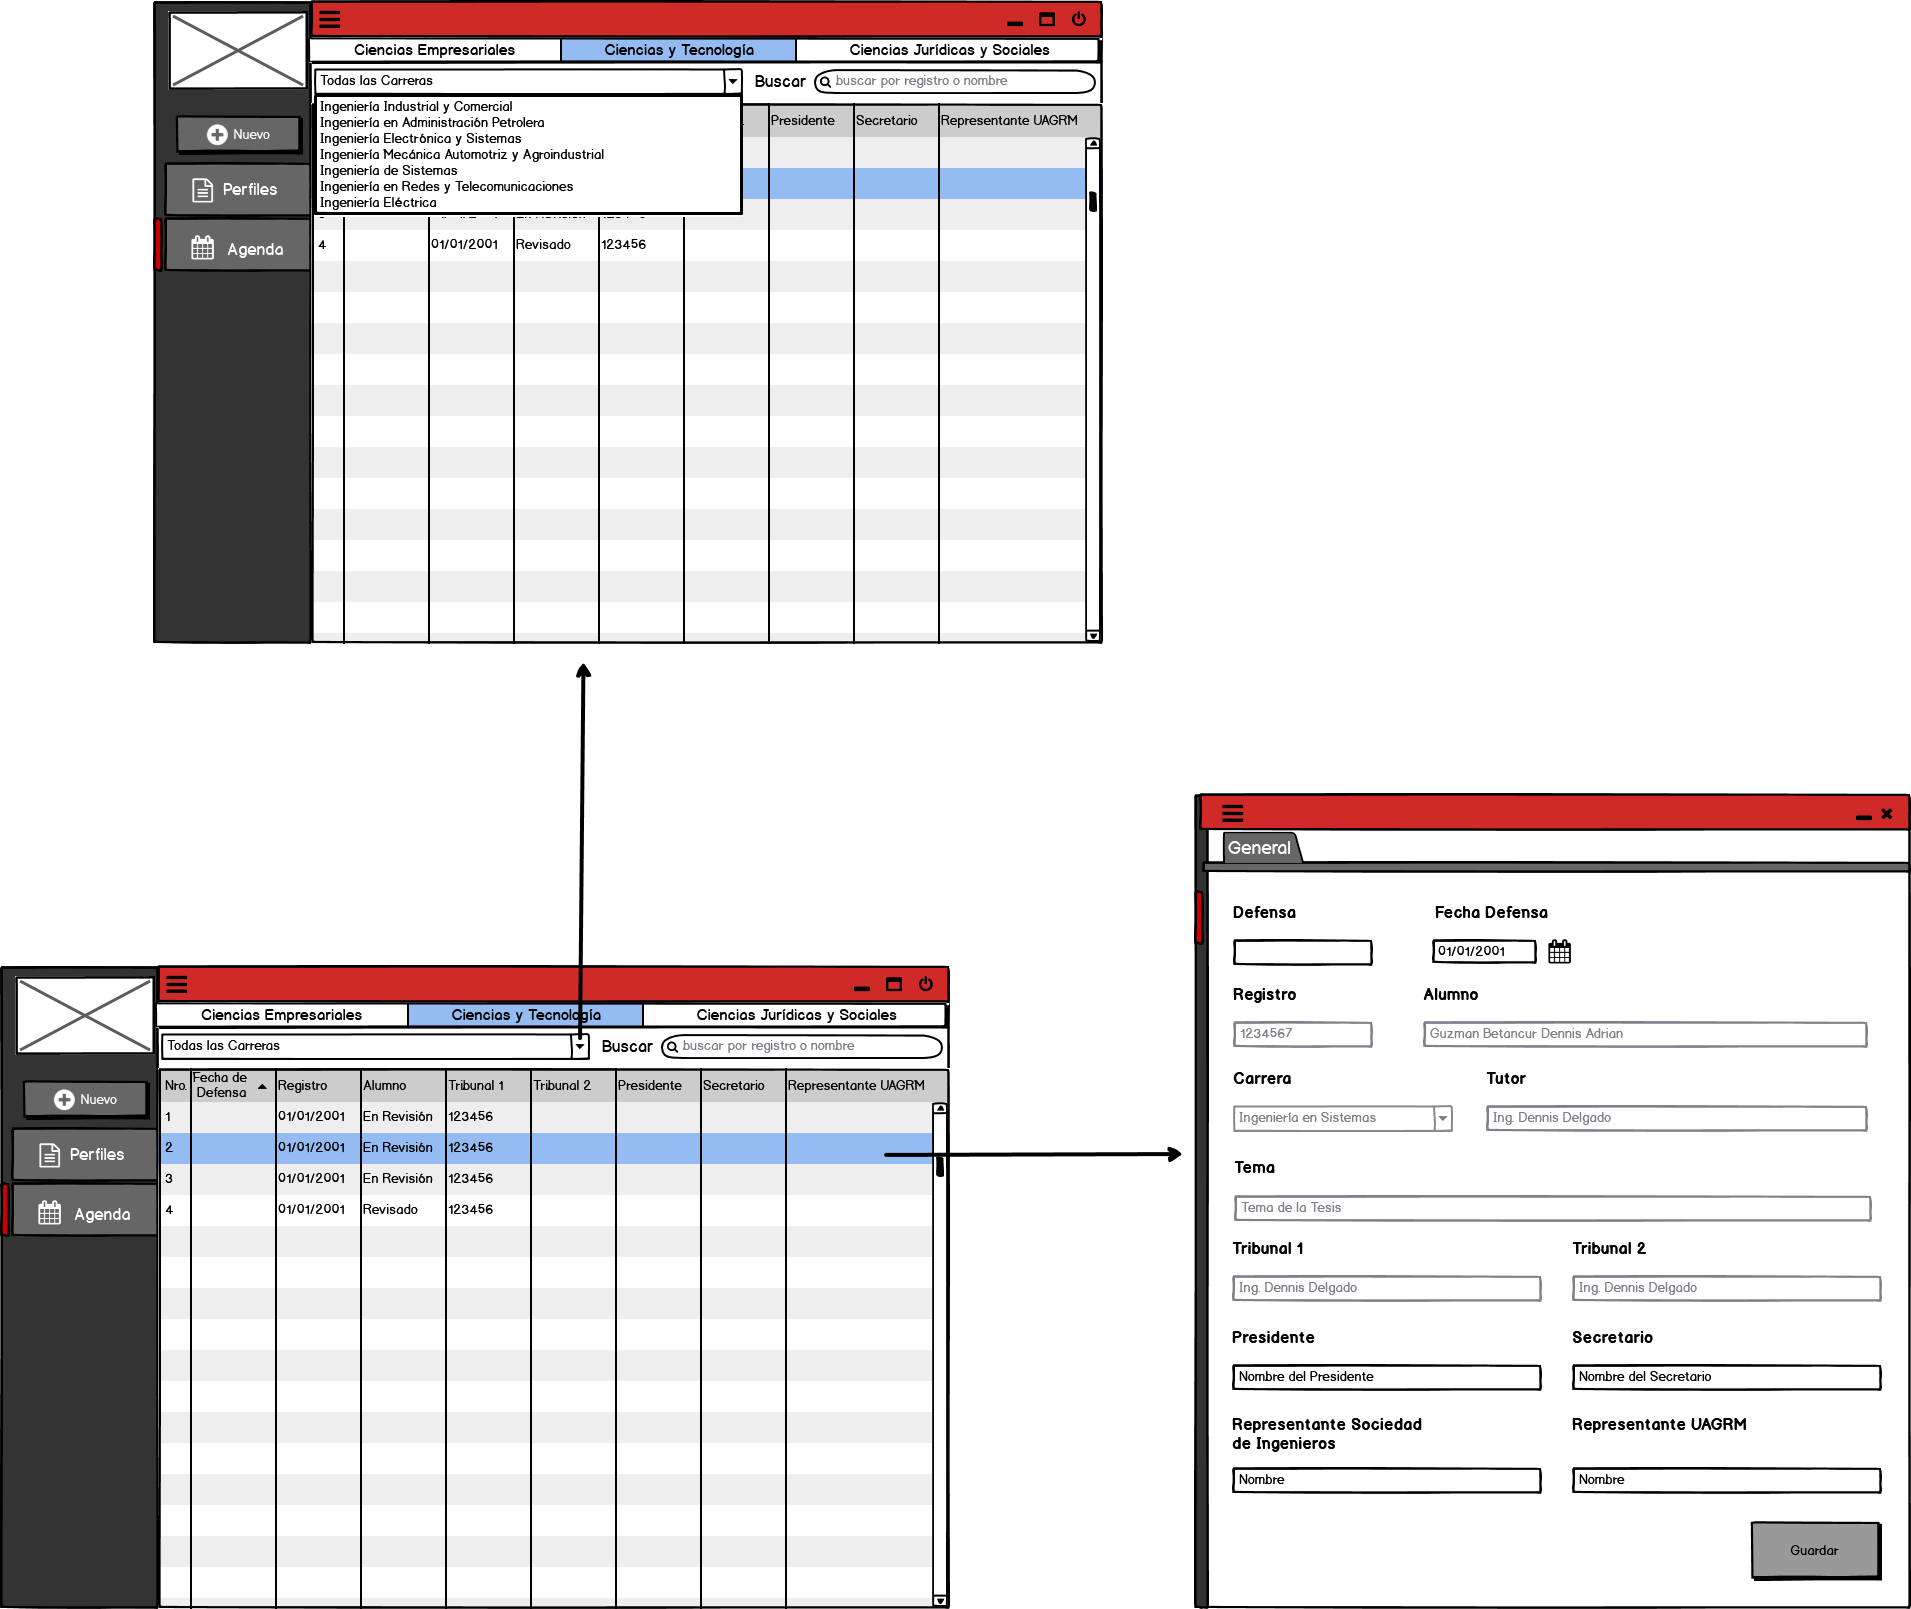 Ciencias Empresariales
Ciencias y Tecnología
Ciencias Jurídicas y Sociales
Todas las Carreras
Buscar
buscar por registro o nombre
Ingeniería Industrial y Comercial
Ingeniería en Administración Petrolera
Ingeniería Electrónica y Sistemas
Ingeniería Mecánica Automotriz y Agroindustrial
Ingeniería de Sistemas
Ingeniería en Redes y Telecomunicaciones
Ingeniería Eléctrica
Presidente
Secretario
Representante UAGRM
Nuevo
Perfiles
Agenda
4 01/01/2001 Revisado 123456
Ciencias Empresariales
Ciencias y Tecnología
Ciencias Jurídicas y Sociales
Todas las Carreras
Buscar
buscar por registro o nombre
Nro.
Fecha de
Defensa
Registro
Alumno
Tribunal 1
Tribunal 2
Presidente
Secretario
Representante UAGRM
Nuevo
Perfiles
Agenda
1 01/01/2001 En Revisión 123456
2 01/01/2001 En Revisión 123456
3 01/01/2001 En Revisión 123456
4 01/01/2001 Revisado 123456
General
Defensa
Fecha Defensa
01/01/2001
Registro
Alumno
1234567
Guzman Betancur Dennis Adrian
Carrera
Tutor
Ingeniería en Sistemas
Ing. Dennis Delgado
Tema
Tema de la Tesis
Tribunal 1
Tribunal 2
Ing. Dennis Delgado
Ing. Dennis Delgado
Presidente
Secretario
Nombre del Presidente
Nombre del Secretario
Representante Sociedad
de Ingenieros
Representante UAGRM
Nombre
Nombre
Guardar